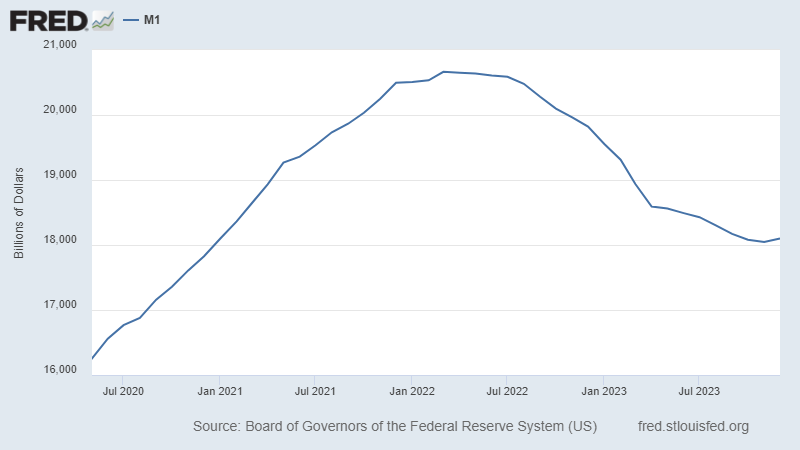 FRED M1
21,000
20,000
19,000
18,000
17,000
16,000
Billions of Dollars
Jul 2020 Jan 2021 Jul 2021 Jan 2022 Jul 2022 Jan 2023 Jul 2023
Source: Board of Governors of the Federal Reserve System (US) fred.stlouisfed.org